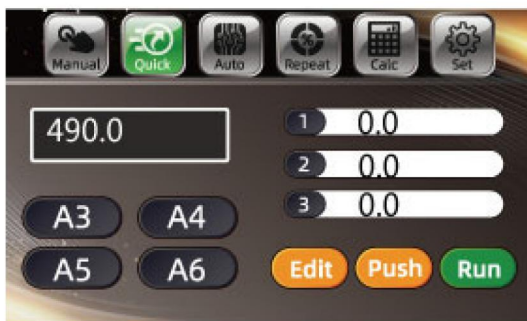 Manual Quick Auto Repeat Calc Set
490.0
1 0.0
2 0.0
3 0.0
A3 A4
A5 A6
Edit Push Run